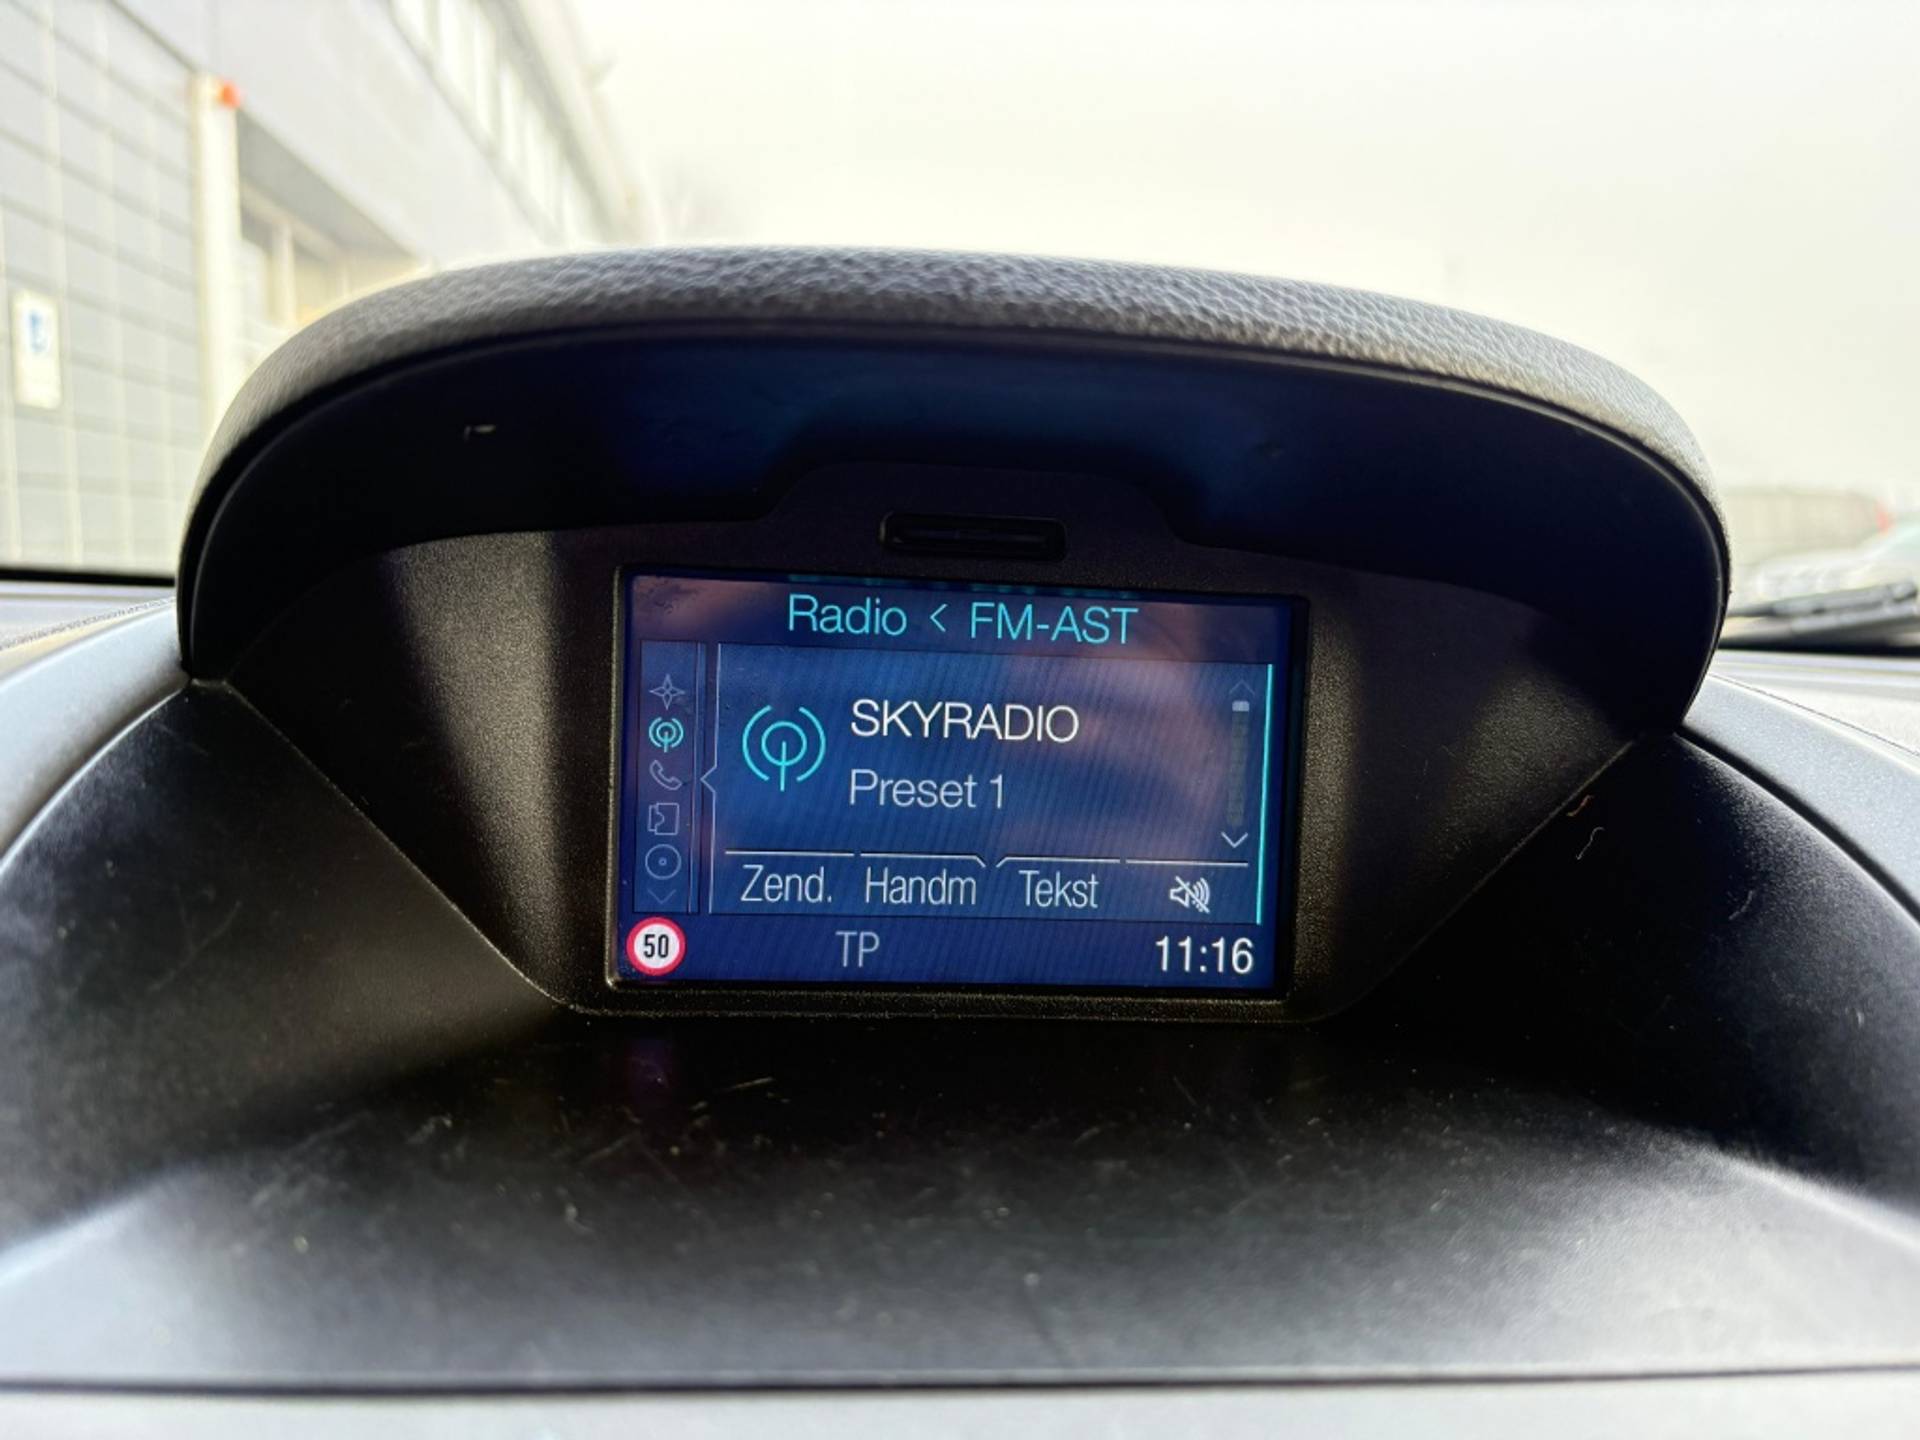 Radio < FM-AST
SKYRADIO
Preset 1
Zend. Handm Tekst
50 TP 11:16